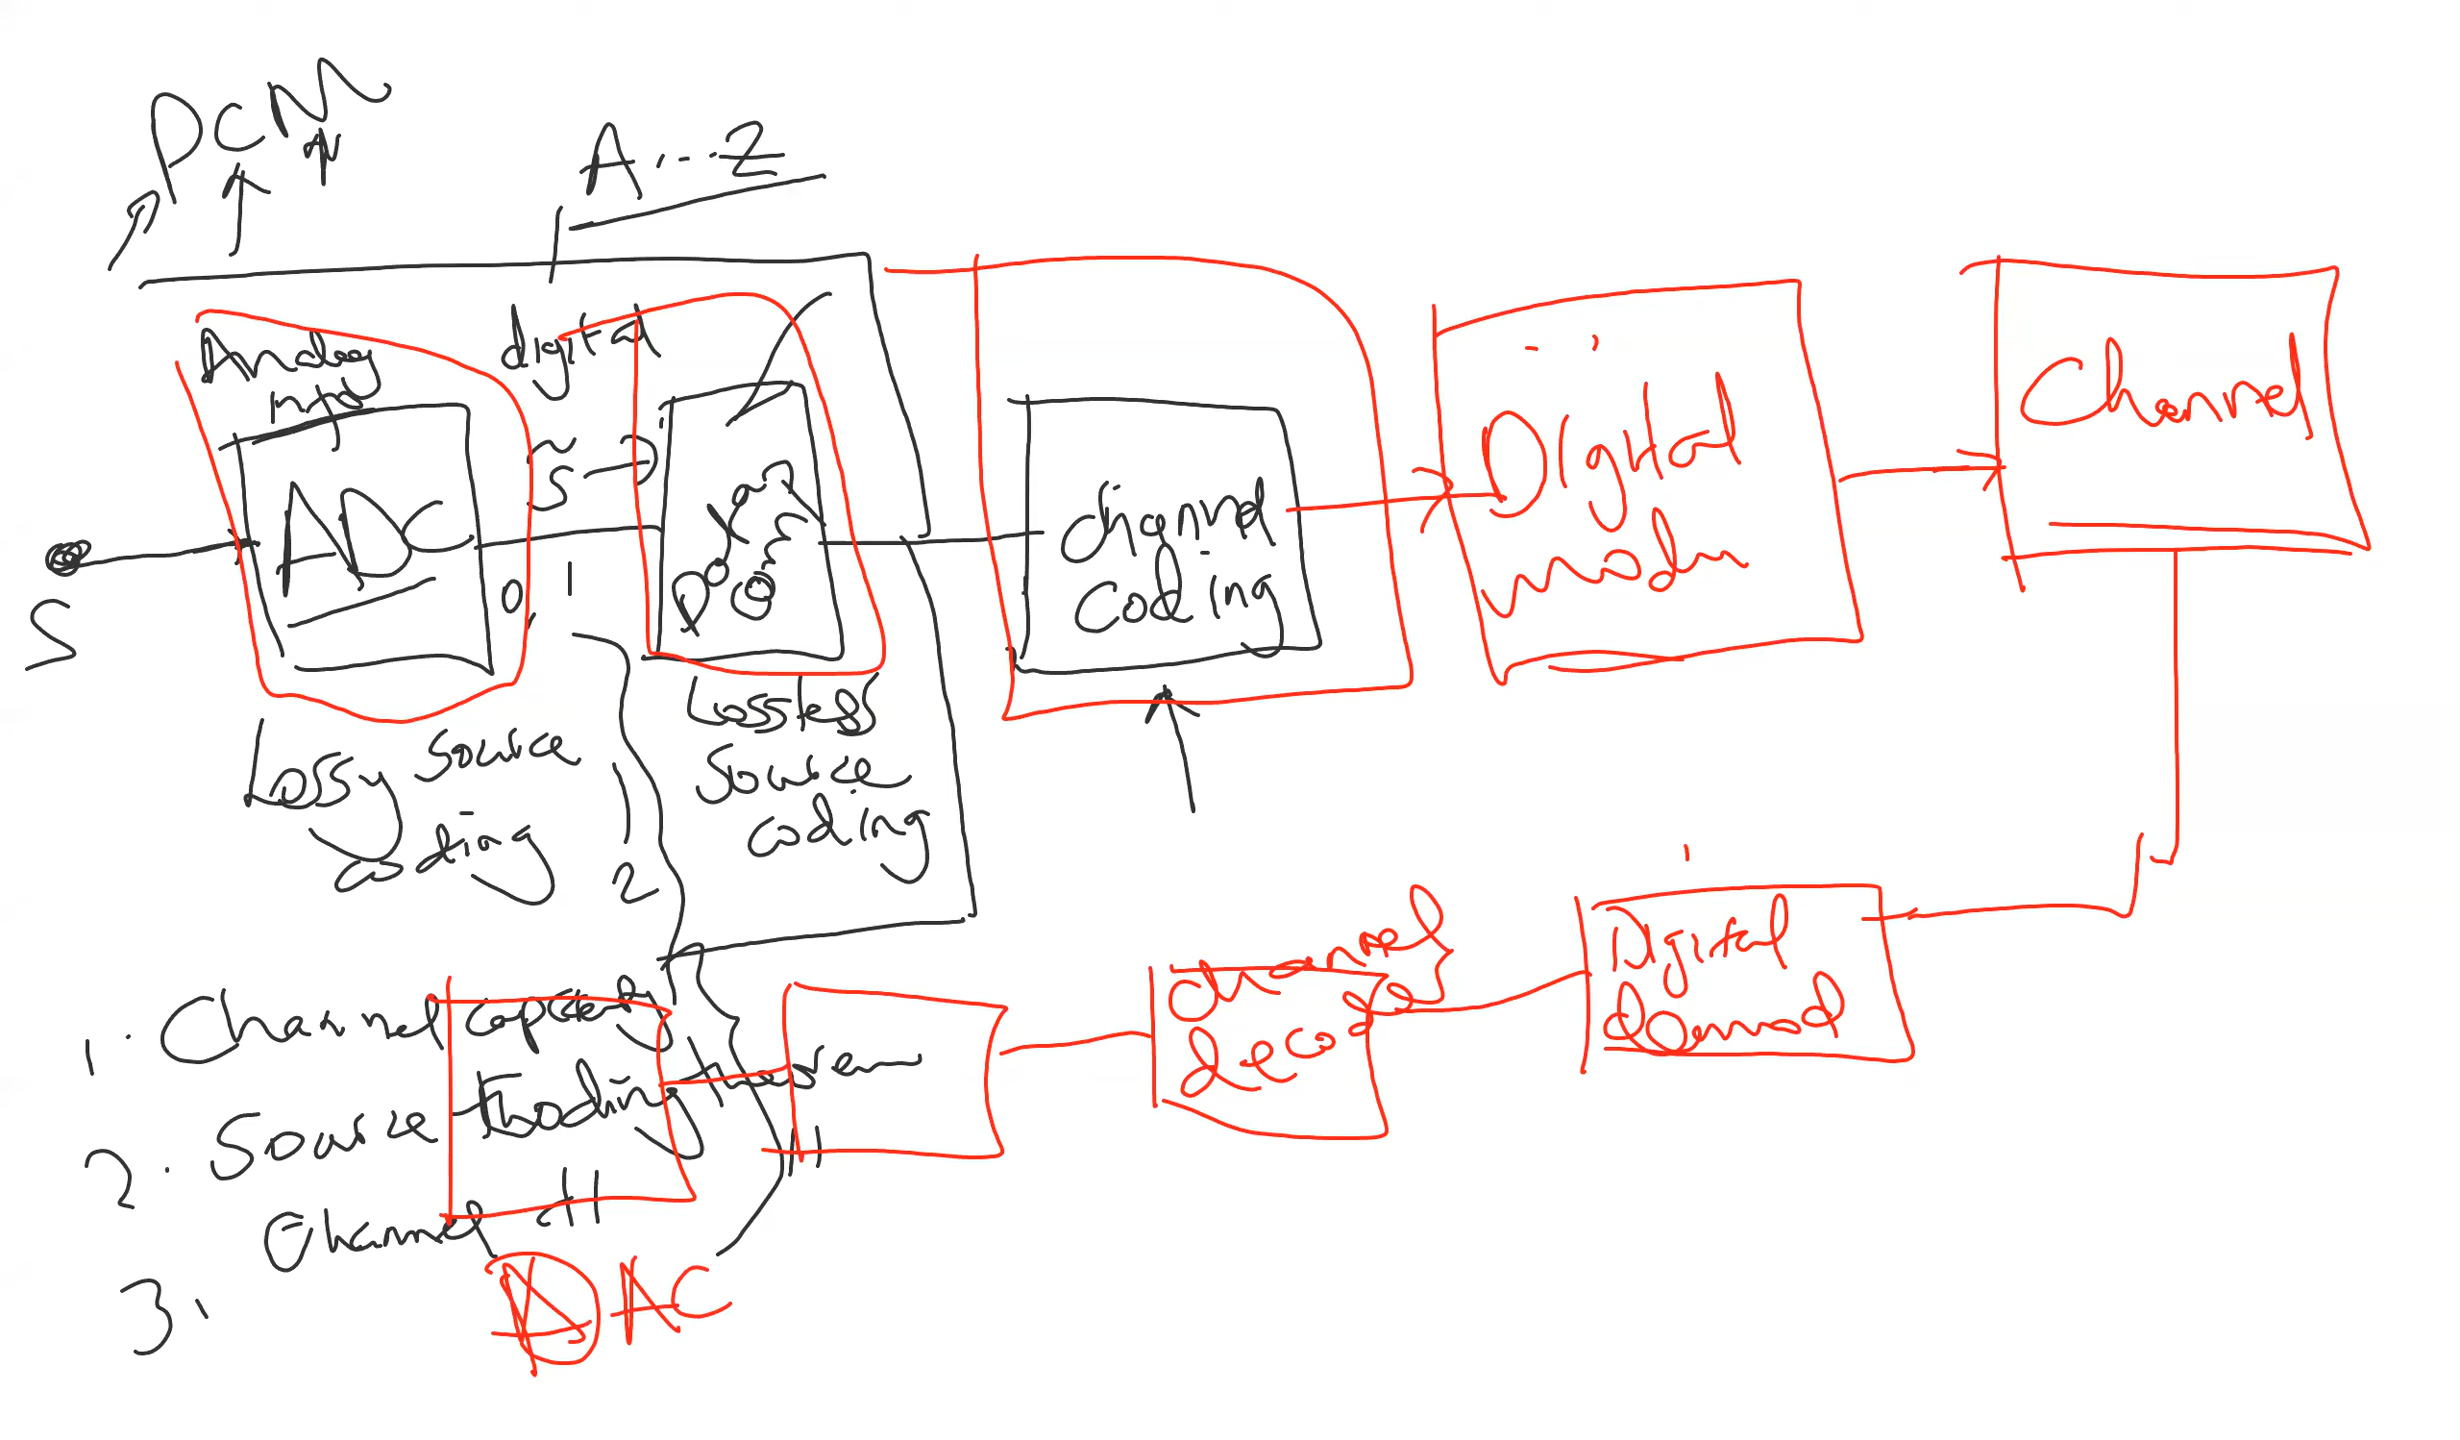 PCM
A...Z
Analog
input
digital
ADC
S
0, 1
Channel
Coding
Digital
modn
Channel
Lossy source
coding
Lossless
source
coding
1. Channel capacity
theorem
2. Source coding
Channel
3.
DAC
Channel
decode
Digital
demod